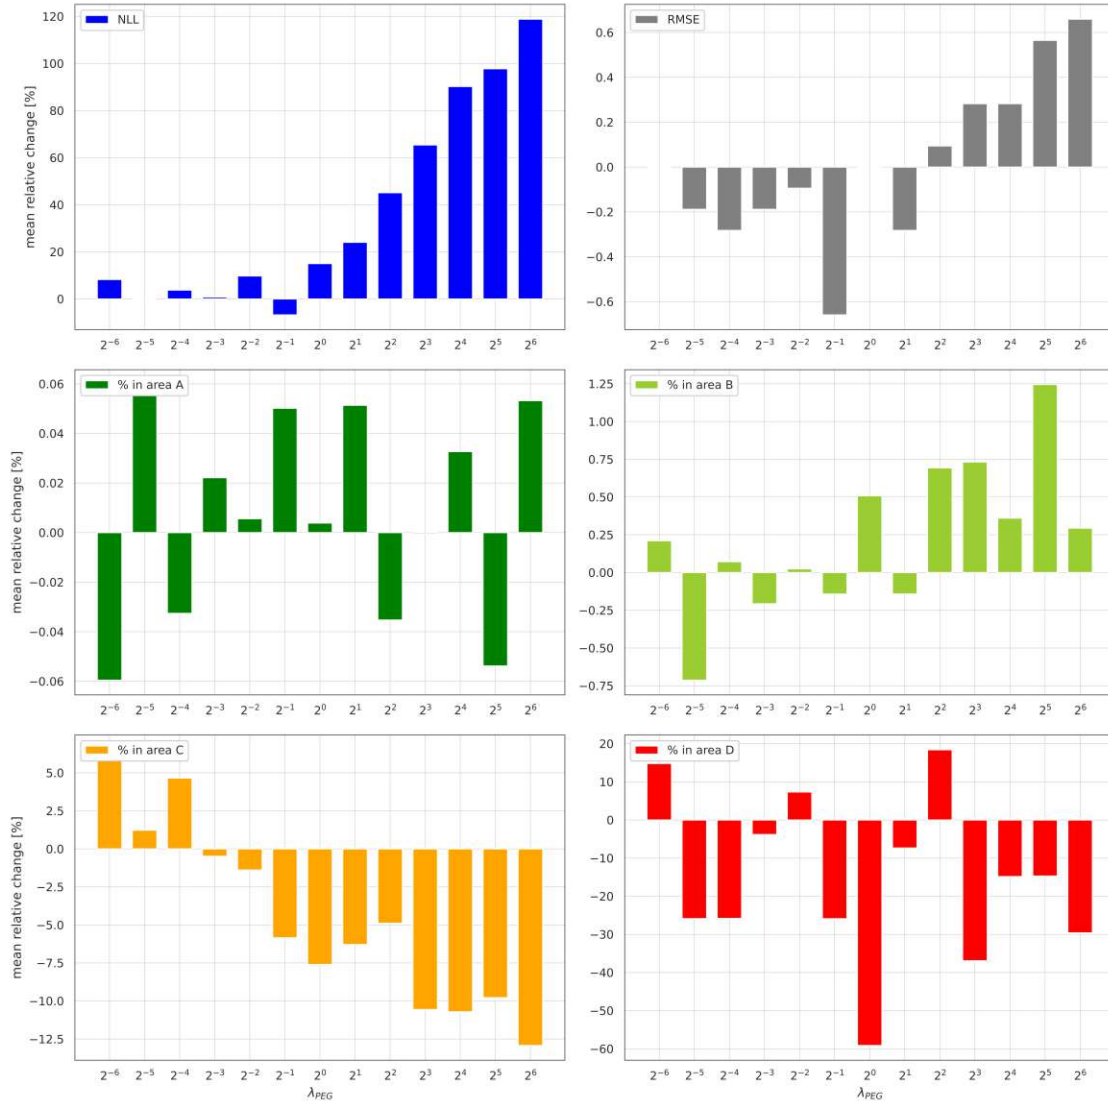 NLL
mean relative change [%]
120
100
80
60
40
20
0
2⁻⁶ 2⁻⁵ 2⁻⁴ 2⁻³ 2⁻² 2⁻¹ 2⁰ 2¹ 2² 2³ 2⁴ 2⁵ 2⁶
RMSE
0.6
0.4
0.2
0.0
−0.2
−0.4
−0.6
2⁻⁶ 2⁻⁵ 2⁻⁴ 2⁻³ 2⁻² 2⁻¹ 2⁰ 2¹ 2² 2³ 2⁴ 2⁵ 2⁶
% in area A
mean relative change [%]
0.06
0.04
0.02
0.00
−0.02
−0.04
−0.06
2⁻⁶ 2⁻⁵ 2⁻⁴ 2⁻³ 2⁻² 2⁻¹ 2⁰ 2¹ 2² 2³ 2⁴ 2⁵ 2⁶
% in area B
1.25
1.00
0.75
0.50
0.25
0.00
−0.25
−0.50
−0.75
2⁻⁶ 2⁻⁵ 2⁻⁴ 2⁻³ 2⁻² 2⁻¹ 2⁰ 2¹ 2² 2³ 2⁴ 2⁵ 2⁶
% in area C
mean relative change [%]
5.0
2.5
0.0
−2.5
−5.0
−7.5
−10.0
−12.5
2⁻⁶ 2⁻⁵ 2⁻⁴ 2⁻³ 2⁻² 2⁻¹ 2⁰ 2¹ 2² 2³ 2⁴ 2⁵ 2⁶
λ_PEG
% in area D
20
10
0
−10
−20
−30
−40
−50
−60
2⁻⁶ 2⁻⁵ 2⁻⁴ 2⁻³ 2⁻² 2⁻¹ 2⁰ 2¹ 2² 2³ 2⁴ 2⁵ 2⁶
λ_PEG